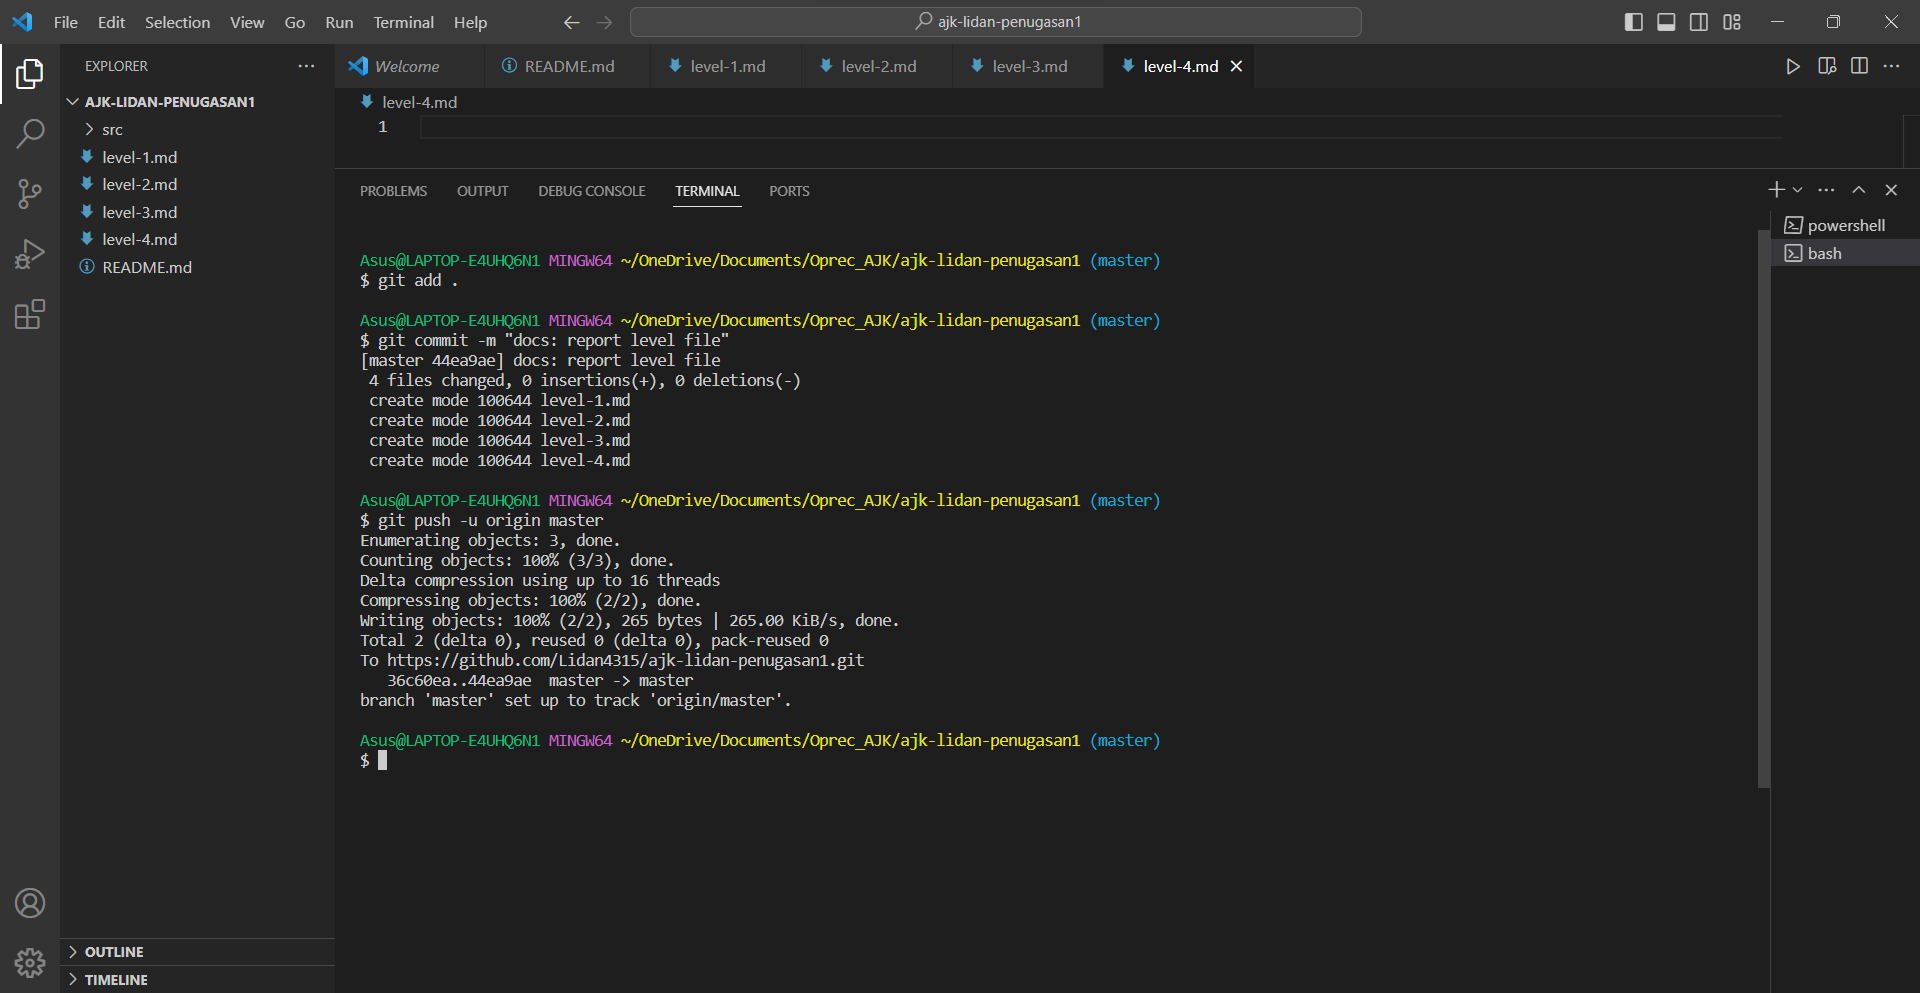 File Edit Selection View Go Run Terminal Help
ajk-lidan-penugasan1
EXPLORER
AJK-LIDAN-PENUGASAN1
src
level-1.md
level-2.md
level-3.md
level-4.md
README.md
OUTLINE
TIMELINE
Welcome README.md level-1.md level-2.md level-3.md level-4.md
level-4.md
1
PROBLEMS OUTPUT DEBUG CONSOLE TERMINAL PORTS
Asus@LAPTOP-E4UHQ6N1 MINGW64 ~/OneDrive/Documents/Oprec_AJK/ajk-lidan-penugasan1 (master)
$ git add .
Asus@LAPTOP-E4UHQ6N1 MINGW64 ~/OneDrive/Documents/Oprec_AJK/ajk-lidan-penugasan1 (master)
$ git commit -m "docs: report level file"
[master 44ea9ae] docs: report level file
4 files changed, 0 insertions(+), 0 deletions(-)
create mode 100644 level-1.md
create mode 100644 level-2.md
create mode 100644 level-3.md
create mode 100644 level-4.md
Asus@LAPTOP-E4UHQ6N1 MINGW64 ~/OneDrive/Documents/Oprec_AJK/ajk-lidan-penugasan1 (master)
$ git push -u origin master
Enumerating objects: 3, done.
Counting objects: 100% (3/3), done.
Delta compression using up to 16 threads
Compressing objects: 100% (2/2), done.
Writing objects: 100% (2/2), 265 bytes | 265.00 KiB/s, done.
Total 2 (delta 0), reused 0 (delta 0), pack-reused 0
To https://github.com/Lidan4315/ajk-lidan-penugasan1.git
36c60ea..44ea9ae  master -> master
branch 'master' set up to track 'origin/master'.
Asus@LAPTOP-E4UHQ6N1 MINGW64 ~/OneDrive/Documents/Oprec_AJK/ajk-lidan-penugasan1 (master)
$
powershell
bash